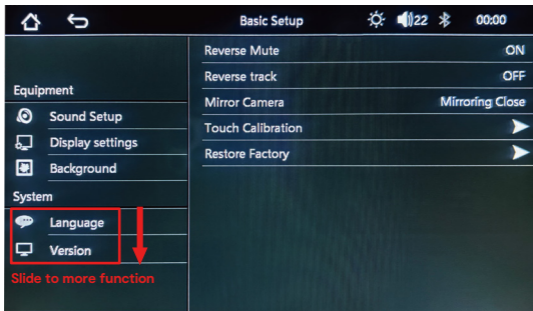 Basic Setup
22
00:00
Reverse Mute ON
Reverse track OFF
Equipment
Mirror Camera Mirroring Close
Sound Setup
Touch Calibration
Display settings
Restore Factory
Background
System
Language
Version
Slide to more function